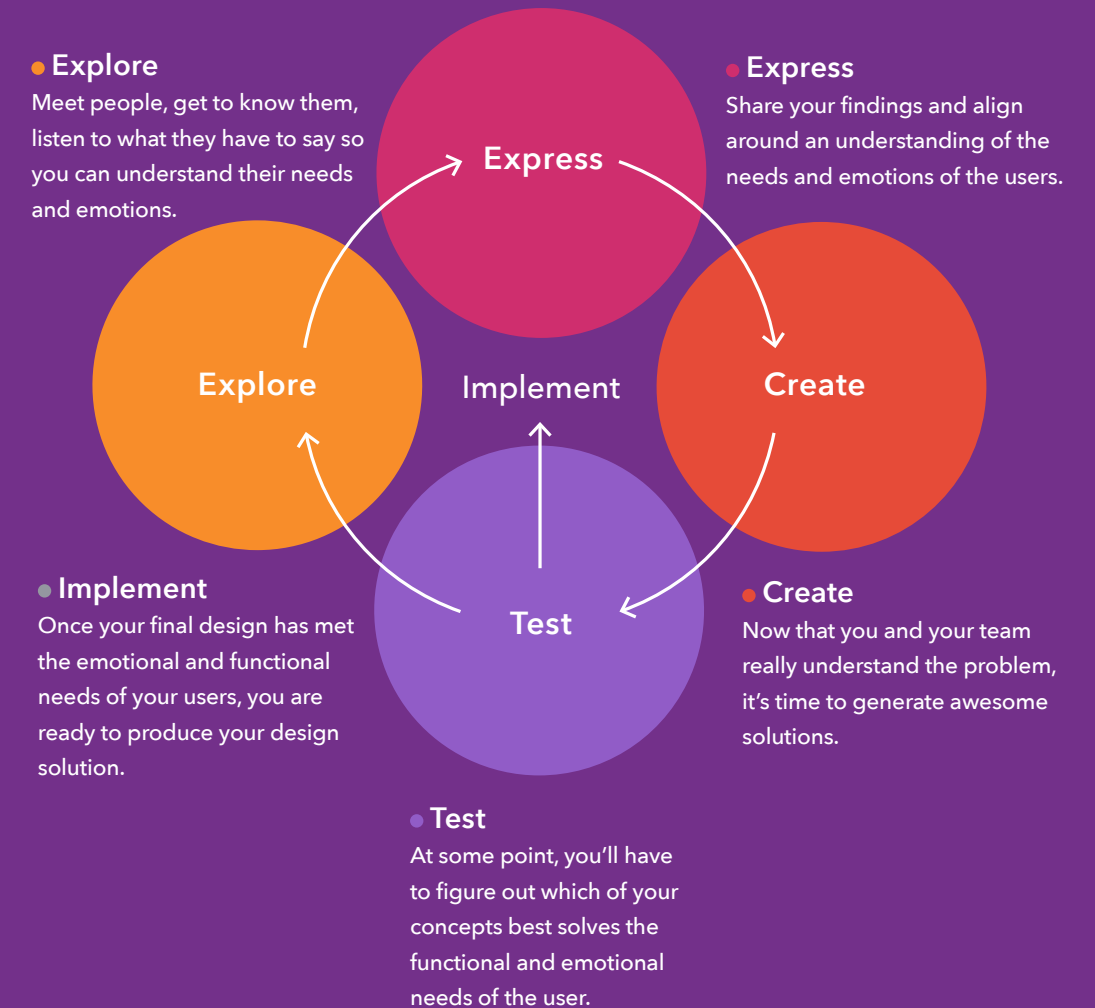 Explore
Meet people, get to know them,
listen to what they have to say so
you can understand their needs
and emotions.
Express
Express
Share your findings and align
around an understanding of the
needs and emotions of the users.
Explore
Implement
Create
Test
Implement
Once your final design has met
the emotional and functional
needs of your users, you are
ready to produce your design
solution.
Create
Now that you and your team
really understand the problem,
it’s time to generate awesome
solutions.
Test
At some point, you’ll have
to figure out which of your
concepts best solves the
functional and emotional
needs of the user.